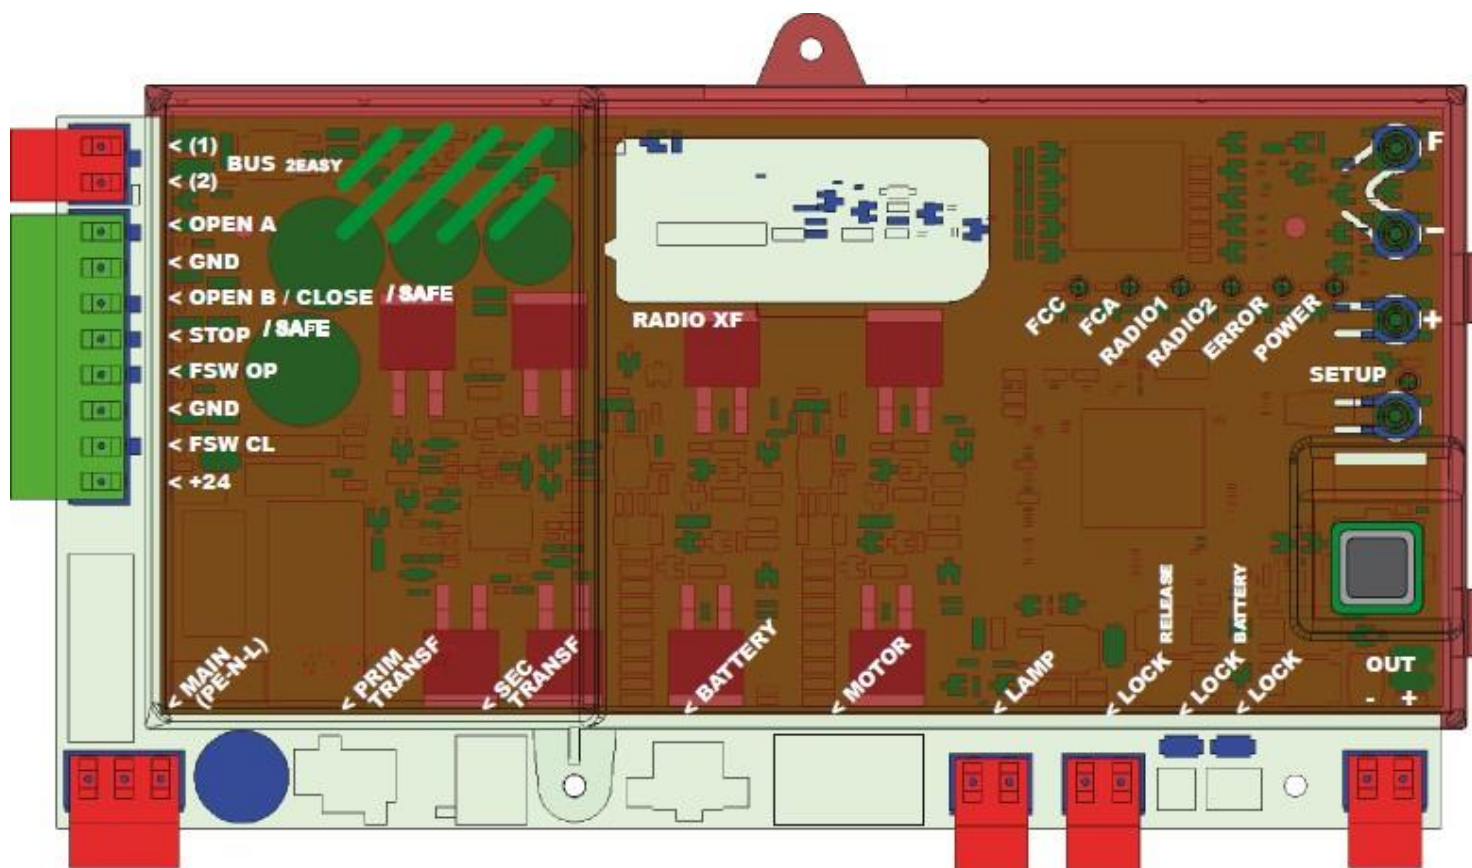 < (1)
BUS 2EASY
< (2)
< OPEN A
< GND
< OPEN B / CLOSE / SAFE
< STOP / SAFE
< FSW OP
< GND
< FSW CL
< +24
RADIO XF
FCC
FCA
RADIO1
RADIO2
ERROR
POWER
F
-
+
SETUP
< MAIN
(PE-N-L)
< PRIM
TRANSF
< SEC
TRANSF
< BATTERY
< MOTOR
< LAMP
< LOCK RELEASE
< LOCK BATTERY
< LOCK
OUT
- +